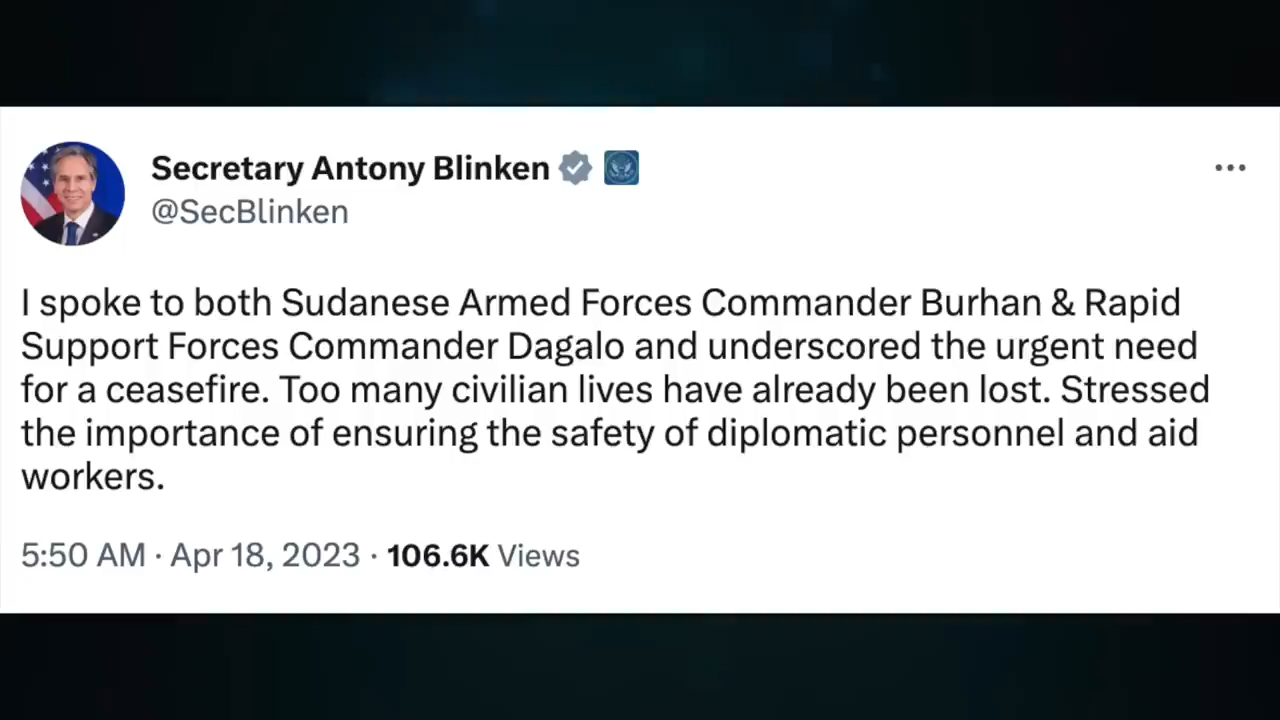 Secretary Antony Blinken
@SecBlinken
I spoke to both Sudanese Armed Forces Commander Burhan & Rapid
Support Forces Commander Dagalo and underscored the urgent need
for a ceasefire. Too many civilian lives have already been lost. Stressed
the importance of ensuring the safety of diplomatic personnel and aid
workers.
5:50 AM · Apr 18, 2023 · 106.6K Views